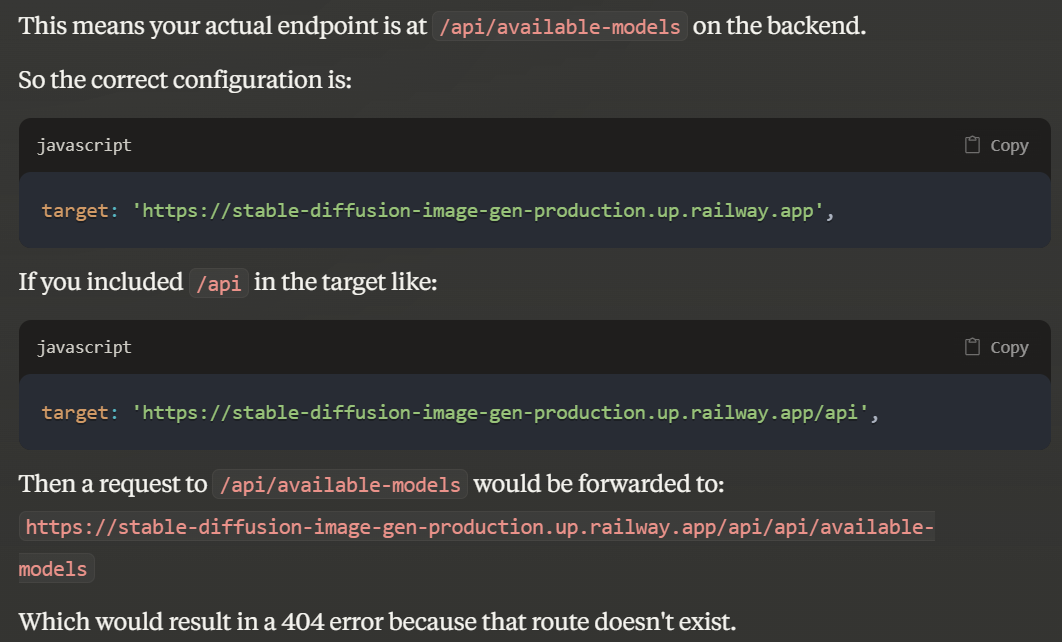 This means your actual endpoint is at /api/available-models on the backend.
So the correct configuration is:
javascript Copy
target: 'https://stable-diffusion-image-gen-production.up.railway.app',
If you included /api in the target like:
javascript Copy
target: 'https://stable-diffusion-image-gen-production.up.railway.app/api',
Then a request to /api/available-models would be forwarded to:
https://stable-diffusion-image-gen-production.up.railway.app/api/api/available-
models
Which would result in a 404 error because that route doesn't exist.